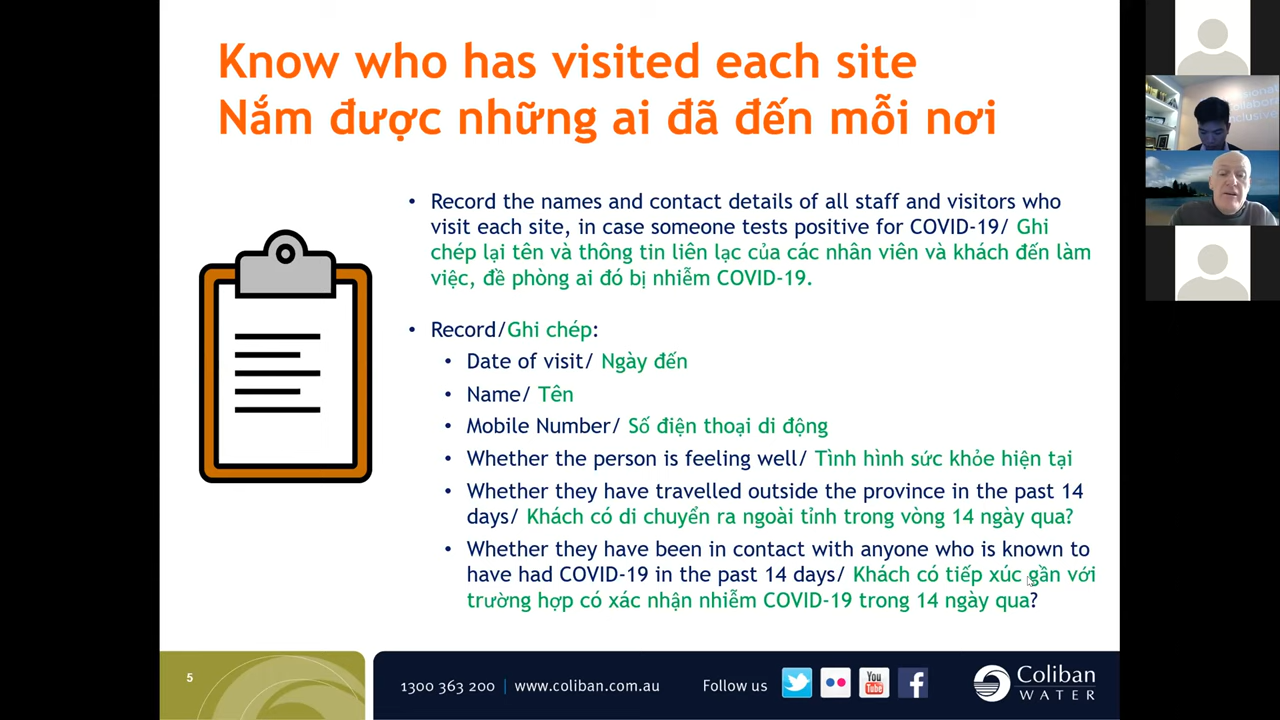 Know who has visited each site
Nắm được những ai đã đến mỗi nơi
• Record the names and contact details of all staff and visitors who
visit each site, in case someone tests positive for COVID-19/ Ghi
chép lại tên và thông tin liên lạc của các nhân viên và khách đến làm
việc, đề phòng ai đó bị nhiễm COVID-19.
• Record/Ghi chép:
• Date of visit/ Ngày đến
• Name/ Tên
• Mobile Number/ Số điện thoại di động
• Whether the person is feeling well/ Tình hình sức khỏe hiện tại
• Whether they have travelled outside the province in the past 14
days/ Khách có di chuyển ra ngoài tỉnh trong vòng 14 ngày qua?
• Whether they have been in contact with anyone who is known to
have had COVID-19 in the past 14 days/ Khách có tiếp xúc gần với
trường hợp có xác nhận nhiễm COVID-19 trong 14 ngày qua?
5
1300 363 200 | www.coliban.com.au
Follow us
You
Tube
Coliban
WATER